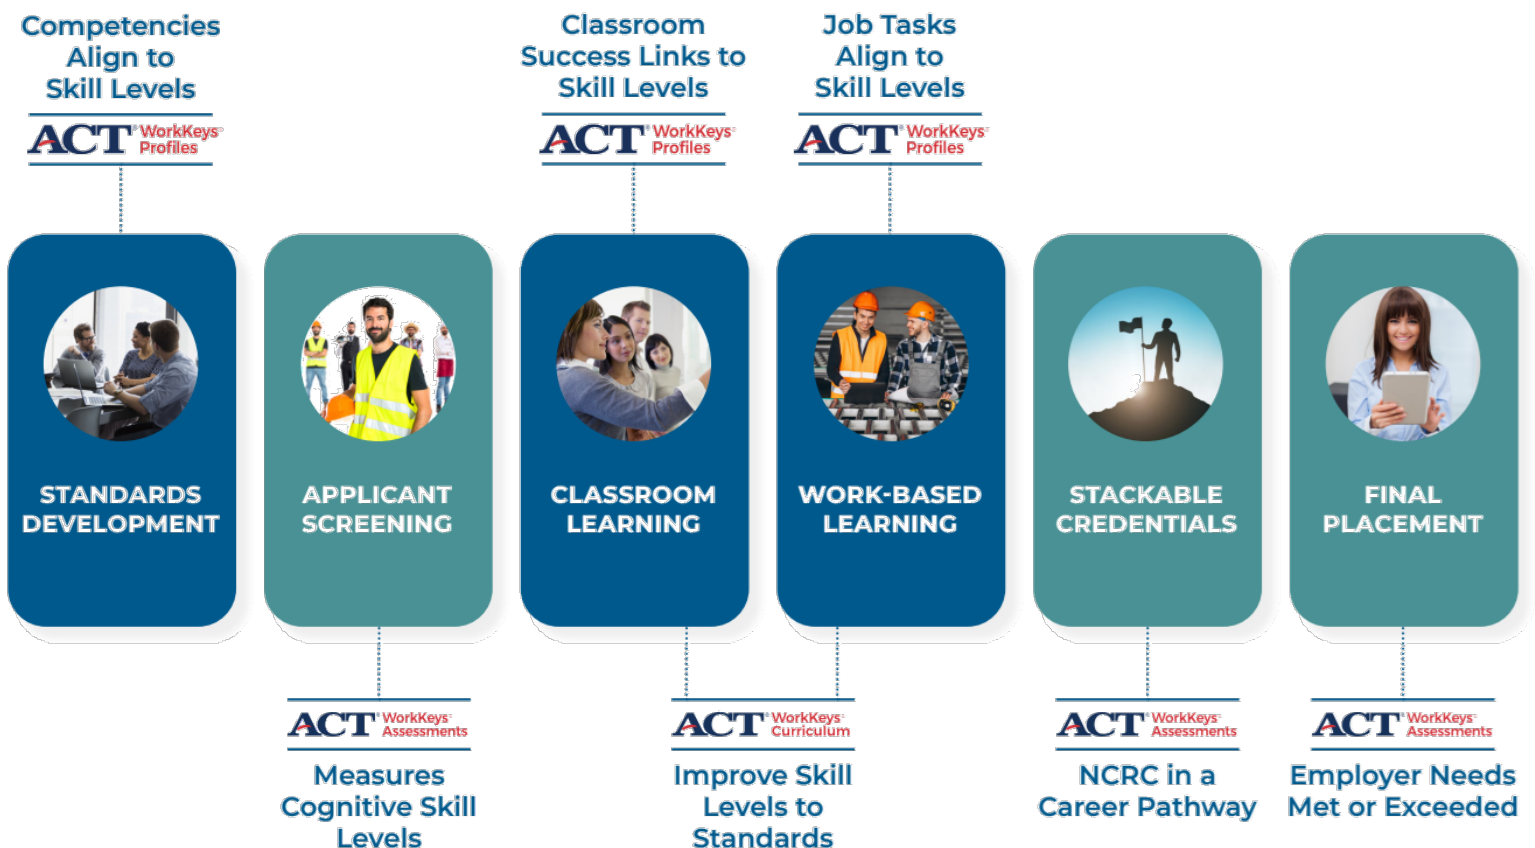 Competencies
Align to
Skill Levels
ACT® WorkKeys®
Profiles
Classroom
Success Links to
Skill Levels
ACT® WorkKeys®
Profiles
Job Tasks
Align to
Skill Levels
ACT® WorkKeys®
Profiles
STANDARDS
DEVELOPMENT
APPLICANT
SCREENING
CLASSROOM
LEARNING
WORK-BASED
LEARNING
STACKABLE
CREDENTIALS
FINAL
PLACEMENT
ACT® WorkKeys®
Assessments
Measures
Cognitive Skill
Levels
ACT® WorkKeys®
Curriculum
Improve Skill
Levels to
Standards
ACT® WorkKeys®
Assessments
NCRC in a
Career Pathway
ACT® WorkKeys®
Assessments
Employer Needs
Met or Exceeded